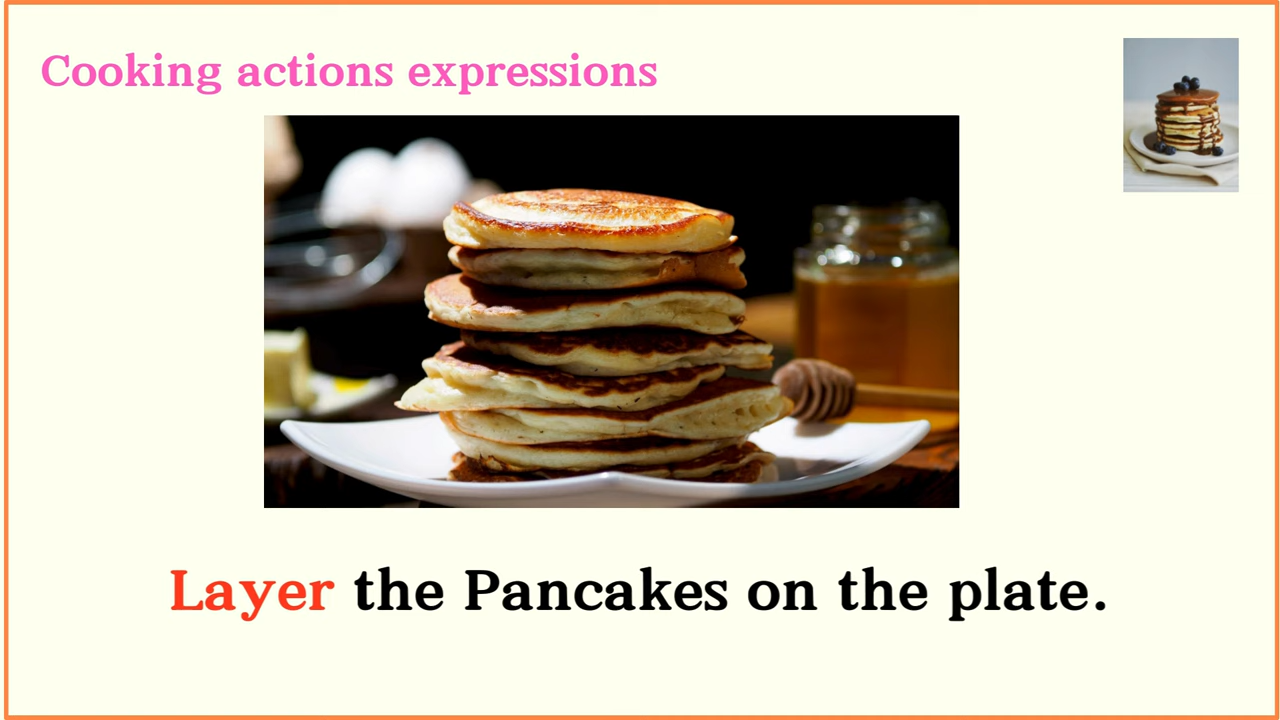 Cooking actions expressions
Layer the Pancakes on the plate.